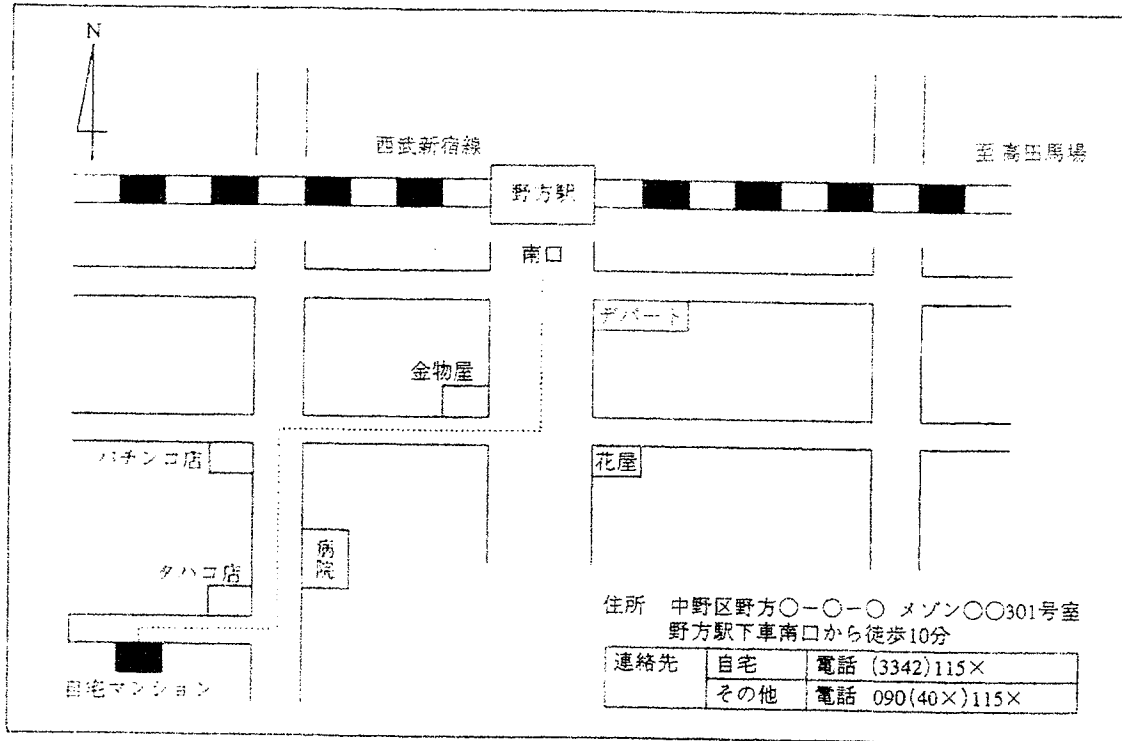 N
西武新宿線
至 高田馬場
野方駅
南口
デパート
金物屋
パチンコ店
花屋
病院
タバコ店
自宅マンション
住所 中野区野方○-○-○ メゾン○○301号室
野方駅下車南口から徒歩10分
連絡先 自宅 電話 (3342)115×
その他 電話 090(40×)115×